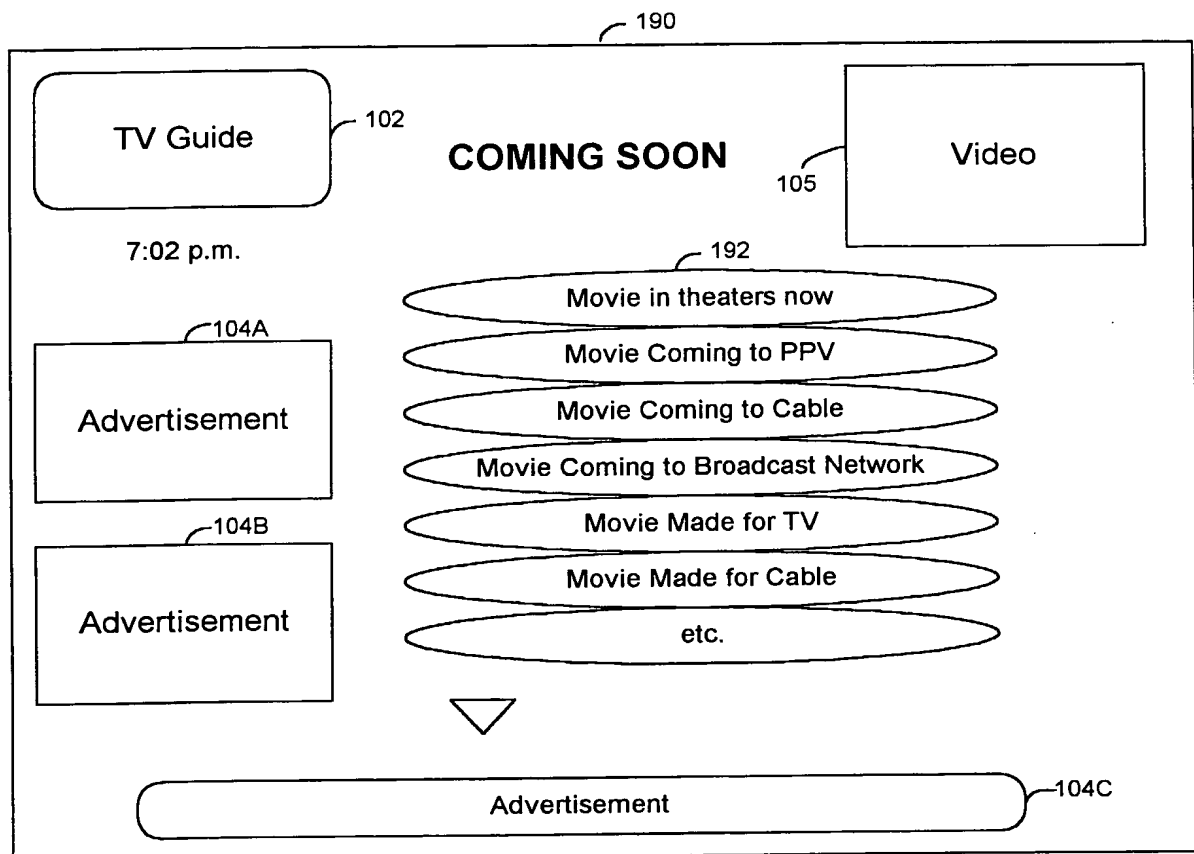 190
TV Guide
102
COMING SOON
105
Video
7:02 p.m.
192
Movie in theaters now
Movie Coming to PPV
Movie Coming to Cable
Movie Coming to Broadcast Network
Movie Made for TV
Movie Made for Cable
etc.
104A
Advertisement
104B
Advertisement
Advertisement
104C